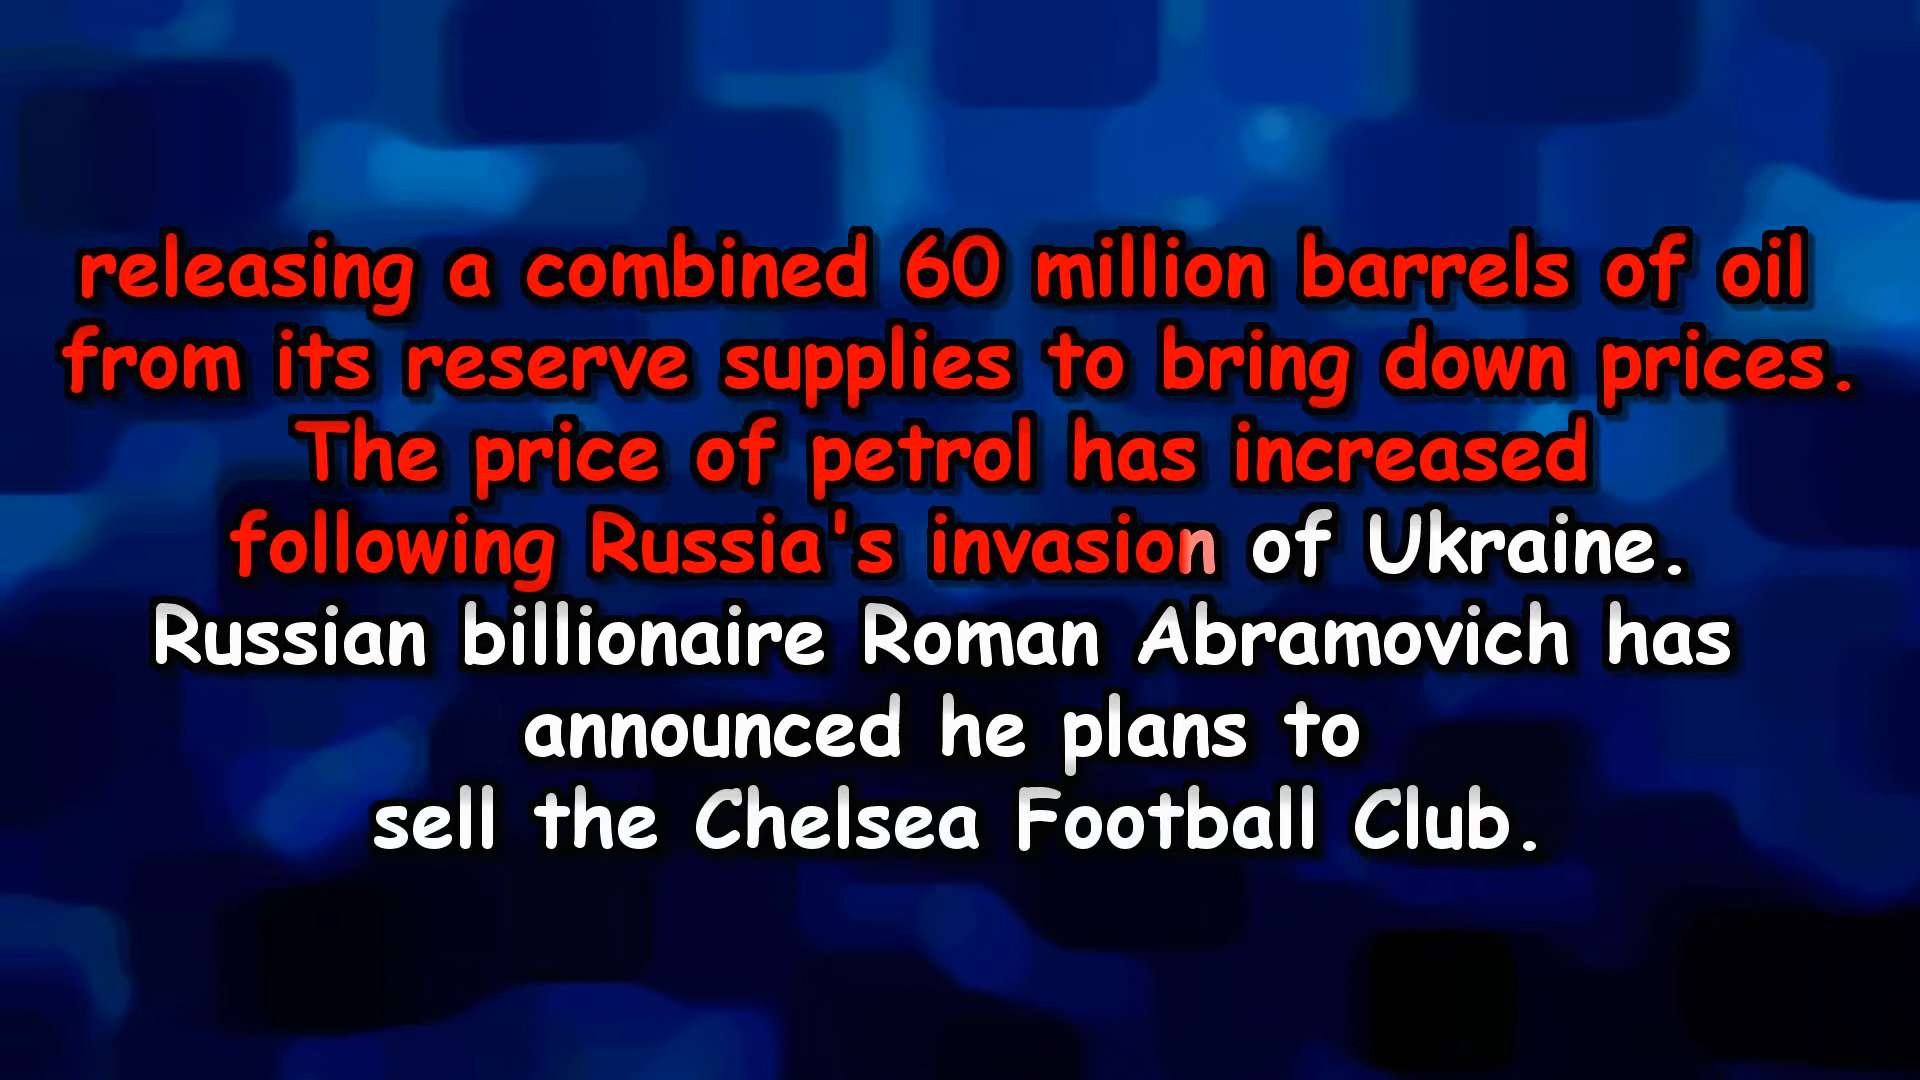 releasing a combined 60 million barrels of oil
from its reserve supplies to bring down prices.
The price of petrol has increased
following Russia's invasion of Ukraine.
Russian billionaire Roman Abramovich has
announced he plans to
sell the Chelsea Football Club.